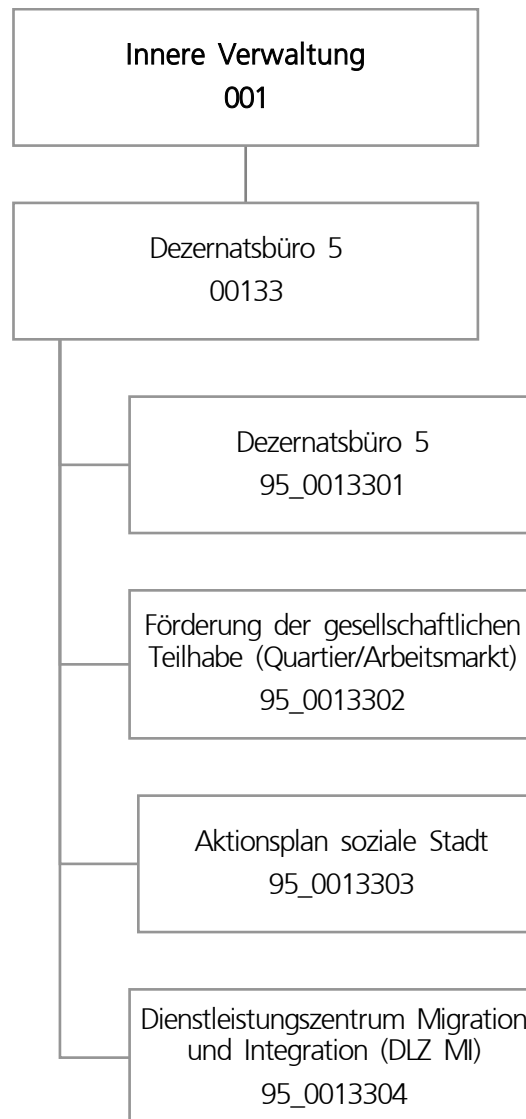 Innere Verwaltung
001
Dezernatsbüro 5
00133
Dezernatsbüro 5
95_0013301
Förderung der gesellschaftlichen
Teilhabe (Quartier/Arbeitsmarkt)
95_0013302
Aktionsplan soziale Stadt
95_0013303
Dienstleistungszentrum Migration
und Integration (DLZ MI)
95_0013304